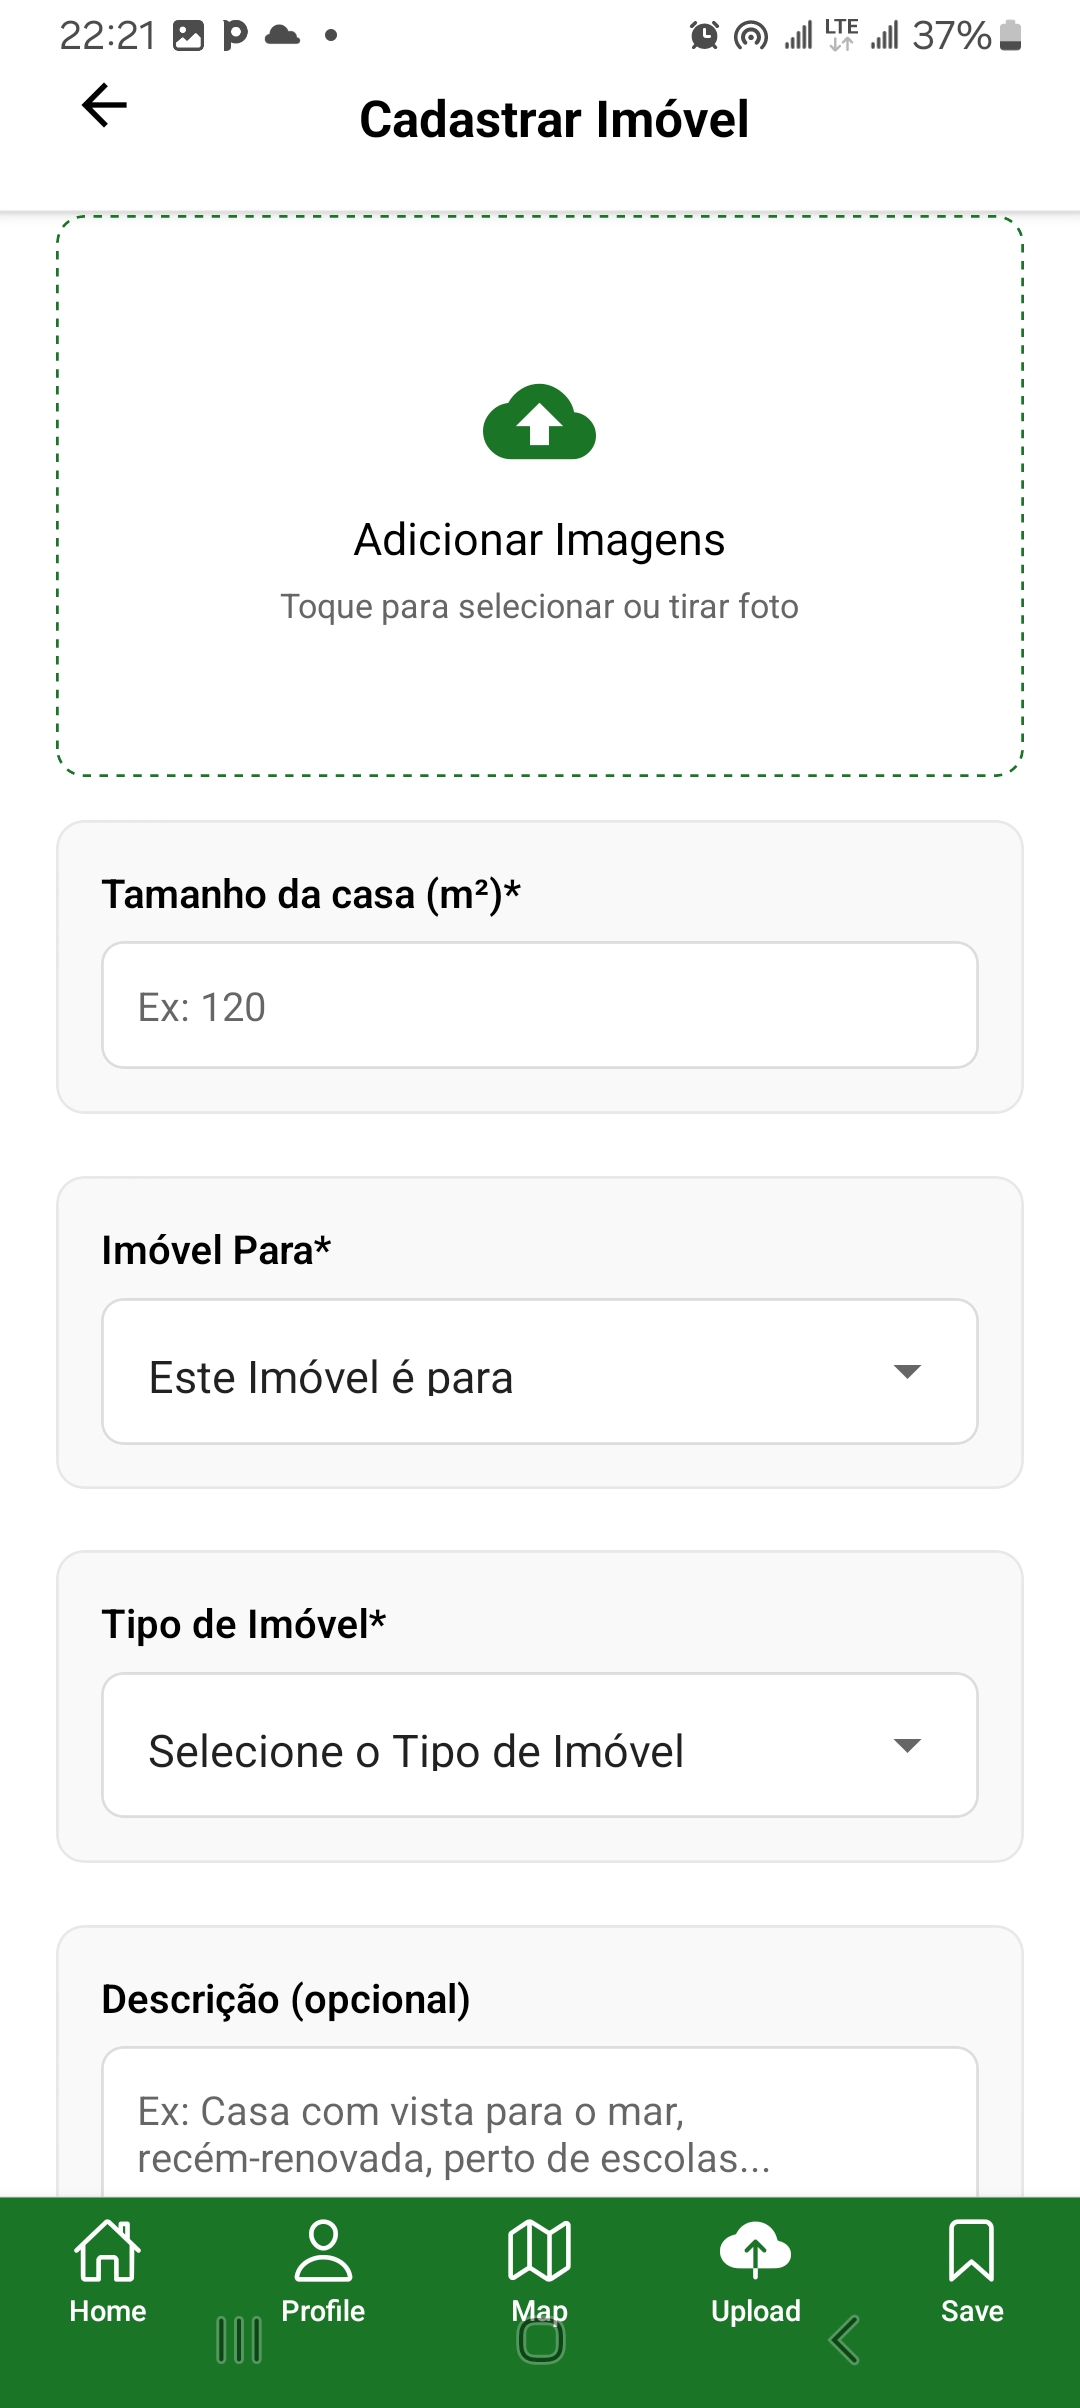 22:21
LTE
37%
Cadastrar Imóvel
Adicionar Imagens
Toque para selecionar ou tirar foto
Tamanho da casa (m²)*
Ex: 120
Imóvel Para*
Este Imóvel é para
Tipo de Imóvel*
Selecione o Tipo de Imóvel
Descrição (opcional)
Ex: Casa com vista para o mar,
recém-renovada, perto de escolas...
Home
Profile
Map
Upload
Save